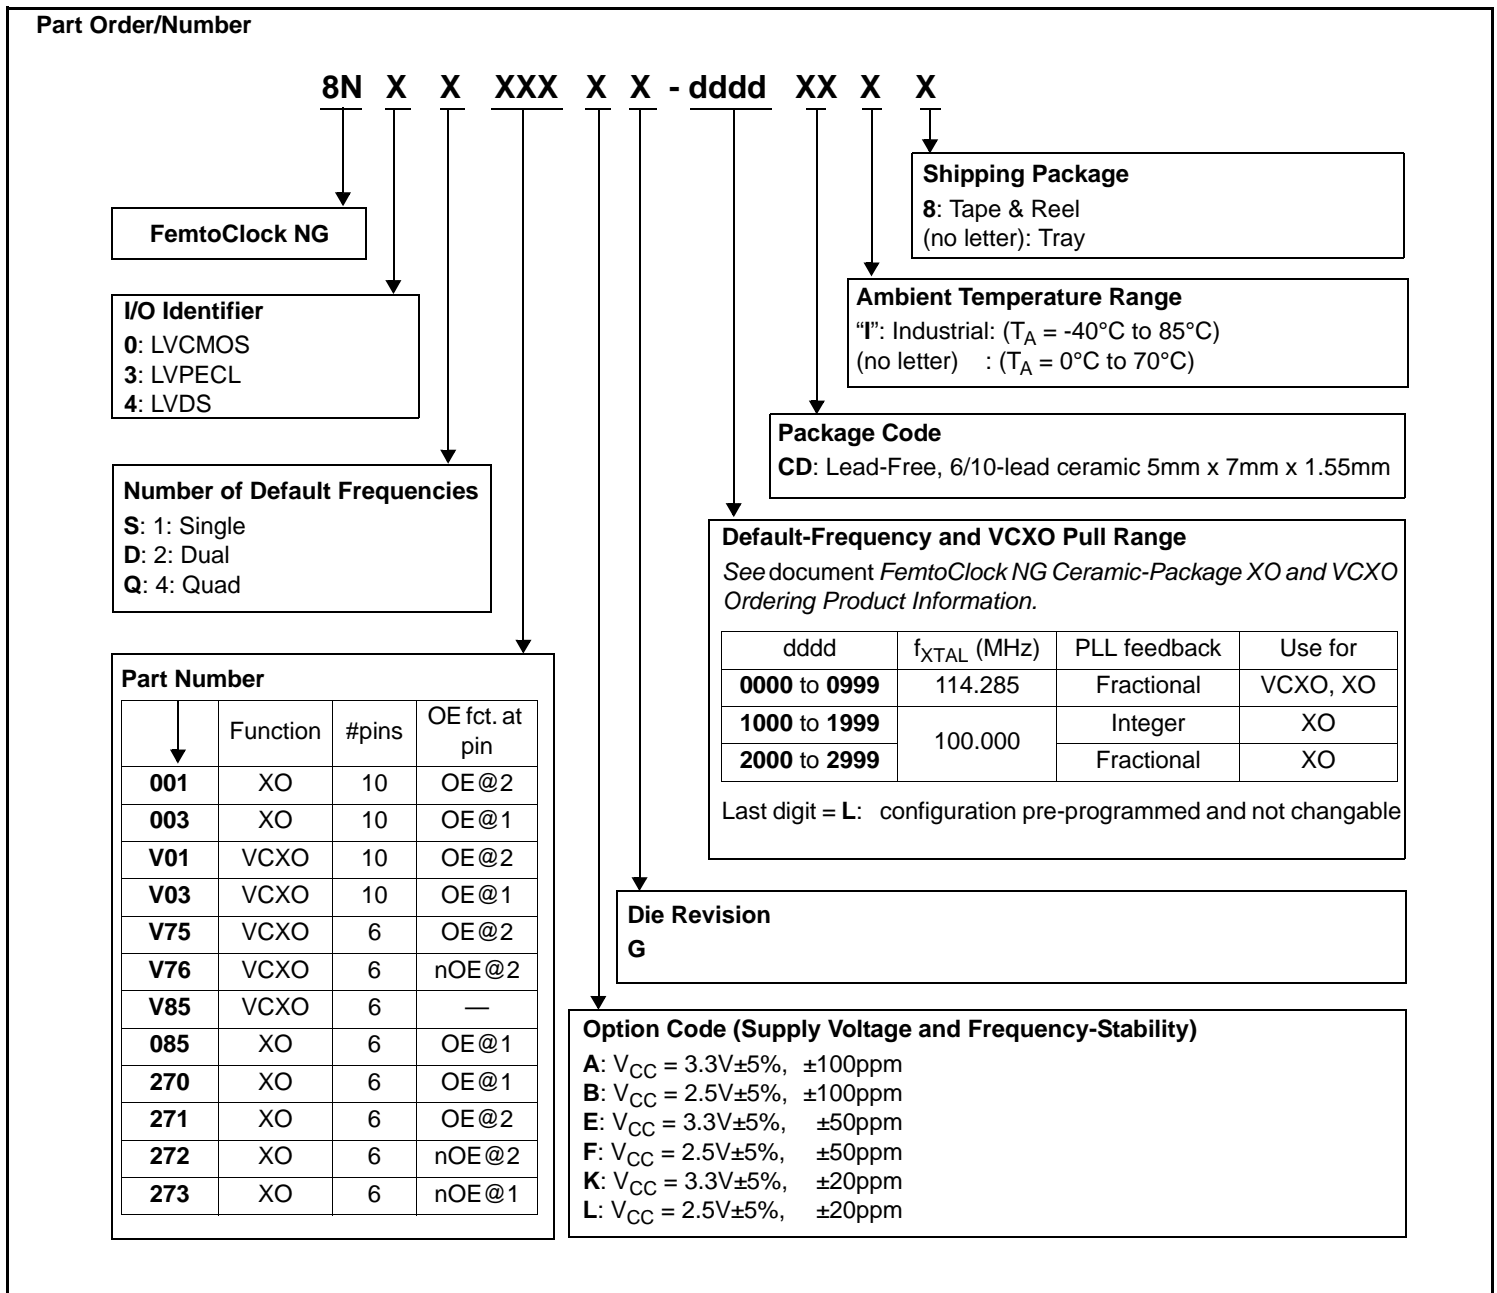 Part Order/Number
8N X X XXX X X - dddd XX X X
Shipping Package
8: Tape & Reel
(no letter): Tray
FemtoClock NG
Ambient Temperature Range
“I”: Industrial: (TA = -40°C to 85°C)
(no letter) : (TA = 0°C to 70°C)
I/O Identifier
0: LVCMOS
3: LVPECL
4: LVDS
Package Code
CD: Lead-Free, 6/10-lead ceramic 5mm x 7mm x 1.55mm
Number of Default Frequencies
S: 1: Single
D: 2: Dual
Q: 4: Quad
Default-Frequency and VCXO Pull Range
See document FemtoClock NG Ceramic-Package XO and VCXO
Ordering Product Information.
dddd fXTAL (MHz) PLL feedback Use for
0000 to 0999 114.285 Fractional VCXO, XO
1000 to 1999 100.000 Integer XO
2000 to 2999 Fractional XO
Last digit = L: configuration pre-programmed and not changable
Part Number
Function #pins OE fct. at
pin
001 XO 10 OE@2
003 XO 10 OE@1
V01 VCXO 10 OE@2
V03 VCXO 10 OE@1
V75 VCXO 6 OE@2
V76 VCXO 6 nOE@2
V85 VCXO 6 —
085 XO 6 OE@1
270 XO 6 OE@1
271 XO 6 OE@2
272 XO 6 nOE@2
273 XO 6 nOE@1
Die Revision
G
Option Code (Supply Voltage and Frequency-Stability)
A: VCC = 3.3V±5%, ±100ppm
B: VCC = 2.5V±5%, ±100ppm
E: VCC = 3.3V±5%, ±50ppm
F: VCC = 2.5V±5%, ±50ppm
K: VCC = 3.3V±5%, ±20ppm
L: VCC = 2.5V±5%, ±20ppm